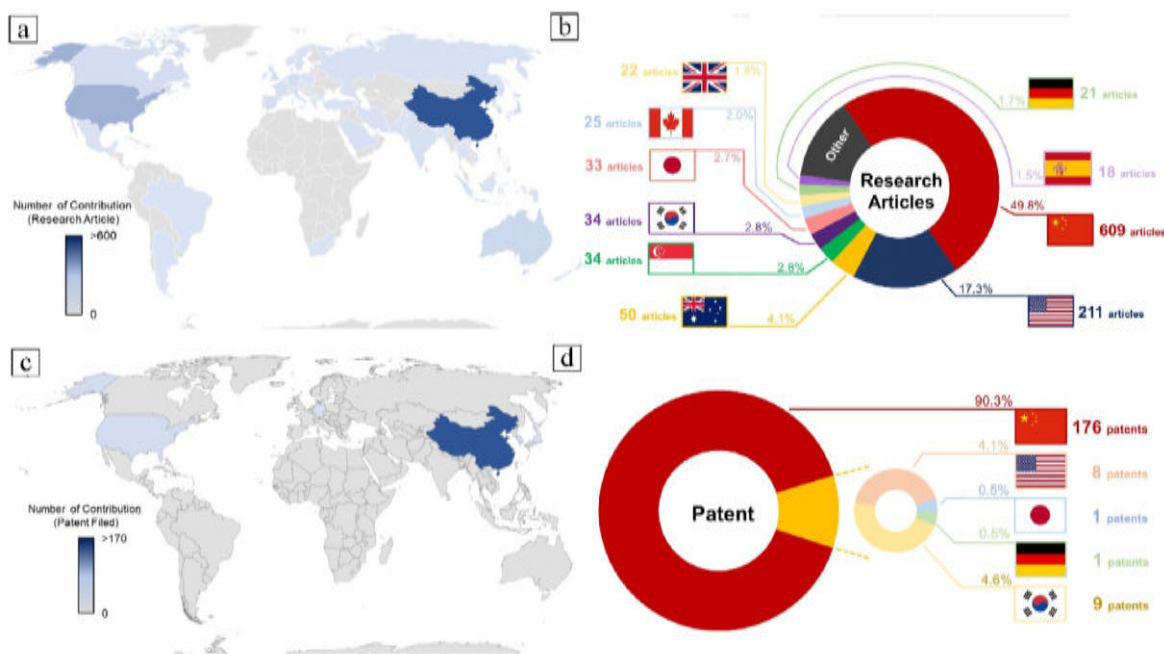 a
Number of Contribution
(Research Article)
>600
0
b
22 articles
1.8%
25 articles
2.0%
33 articles
2.7%
34 articles
2.8%
34 articles
2.8%
50 articles
4.1%
Other
Research
Articles
1.7%
21 articles
1.5%
18 articles
49.8%
609 articles
17.3%
211 articles
c
Number of Contribution
(Patent Filed)
>170
0
d
Patent
90.3%
176 patents
4.1%
8 patents
0.5%
1 patents
0.5%
1 patents
4.6%
9 patents